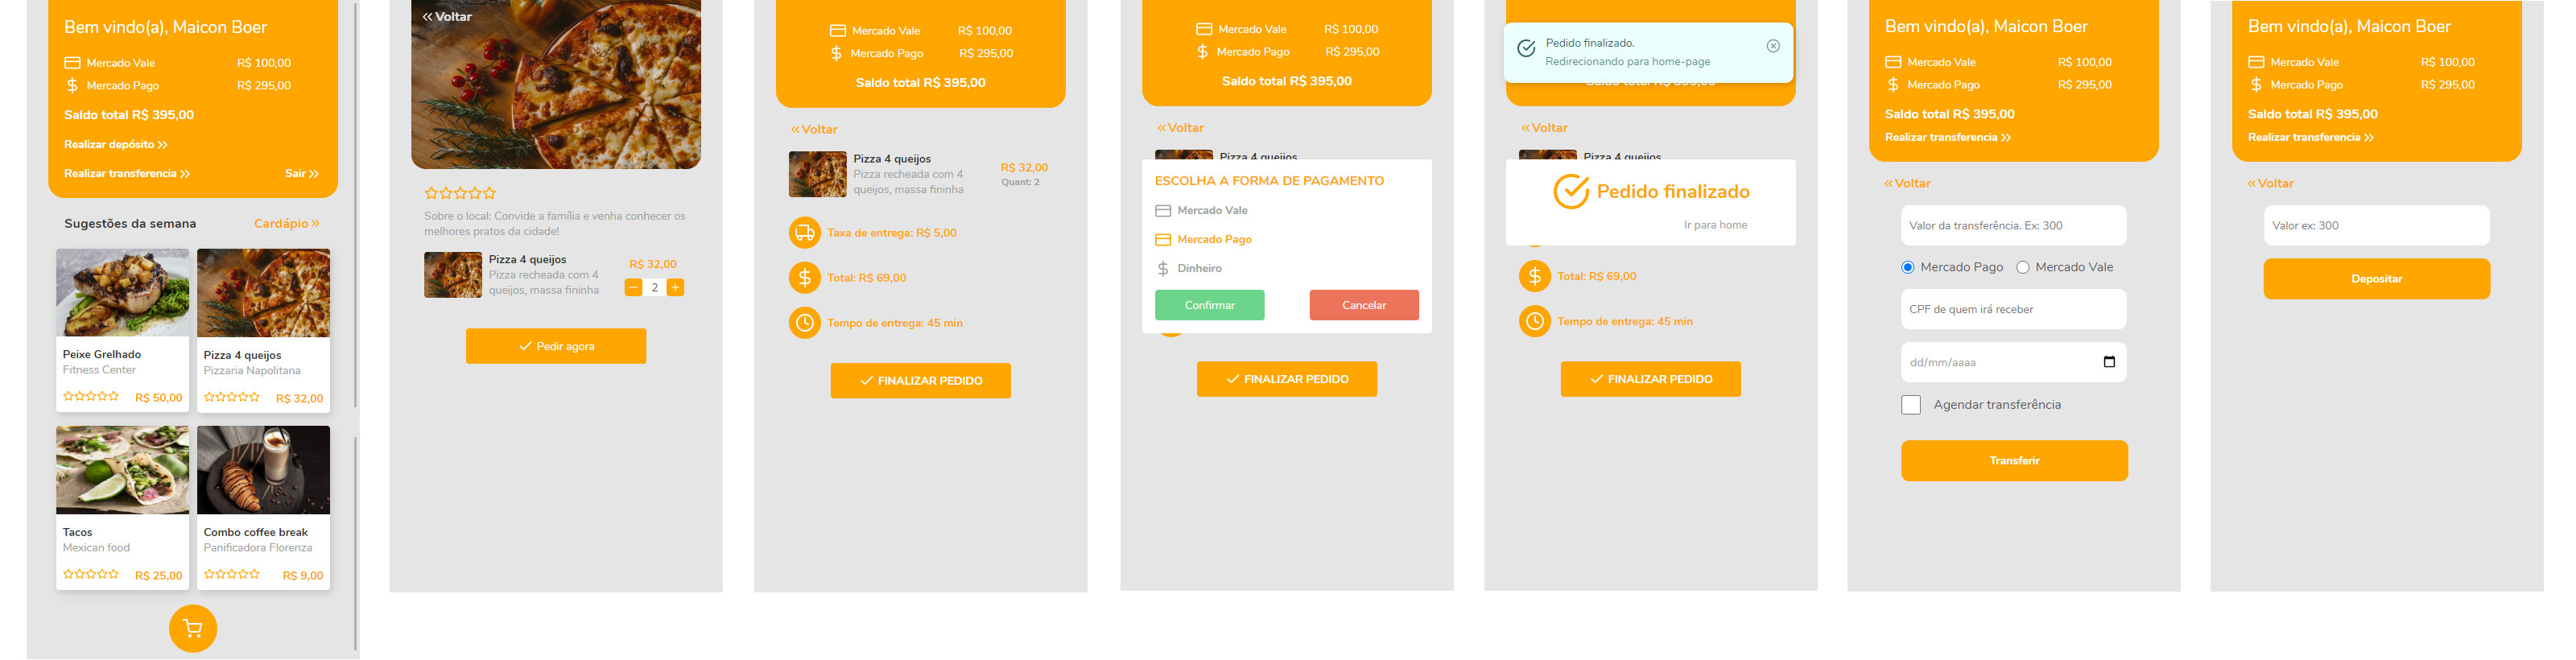 Bem vindo(a), Maicon Boer
Mercado Vale R$ 100,00
Mercado Pago R$ 295,00
Saldo total R$ 395,00
Realizar depósito
Realizar transferencia Sair
Sugestões da semana Cardápio
Peixe Grelhado
Fitness Center
R$ 50,00
Pizza 4 queijos
Pizzaria Napolitana
R$ 32,00
Tacos
Mexican food
R$ 25,00
Combo coffee break
Panificadora Florenza
R$ 9,00
Voltar
Sobre o local: Convide a família e venha conhecer os
melhores pratos da cidade!
Pizza 4 queijos
Pizza recheada com 4
queijos, massa fininha
R$ 32,00
2
Pedir agora
Mercado Vale R$ 100,00
Mercado Pago R$ 295,00
Saldo total R$ 395,00
Voltar
Pizza 4 queijos
Pizza recheada com 4
queijos, massa fininha
R$ 32,00
Quant: 2
Taxa de entrega: R$ 5,00
Total: R$ 69,00
Tempo de entrega: 45 min
FINALIZAR PEDIDO
Mercado Vale R$ 100,00
Mercado Pago R$ 295,00
Saldo total R$ 395,00
Voltar
Pizza 4 queijos
ESCOLHA A FORMA DE PAGAMENTO
Mercado Vale
Mercado Pago
Dinheiro
Confirmar Cancelar
FINALIZAR PEDIDO
Pedido finalizado.
Redirecionando para home-page
Saldo total R$ 395,00
Voltar
Pizza 4 queijos
Pedido finalizado
Ir para home
Total: R$ 69,00
Tempo de entrega: 45 min
FINALIZAR PEDIDO
Bem vindo(a), Maicon Boer
Mercado Vale R$ 100,00
Mercado Pago R$ 295,00
Saldo total R$ 395,00
Realizar transferencia
Voltar
Valor da transferência. Ex: 300
Mercado Pago Mercado Vale
CPF de quem irá receber
dd/mm/aaaa
Agendar transferência
Transferir
Bem vindo(a), Maicon Boer
Mercado Vale R$ 100,00
Mercado Pago R$ 295,00
Saldo total R$ 395,00
Realizar transferencia
Voltar
Valor ex: 300
Depositar